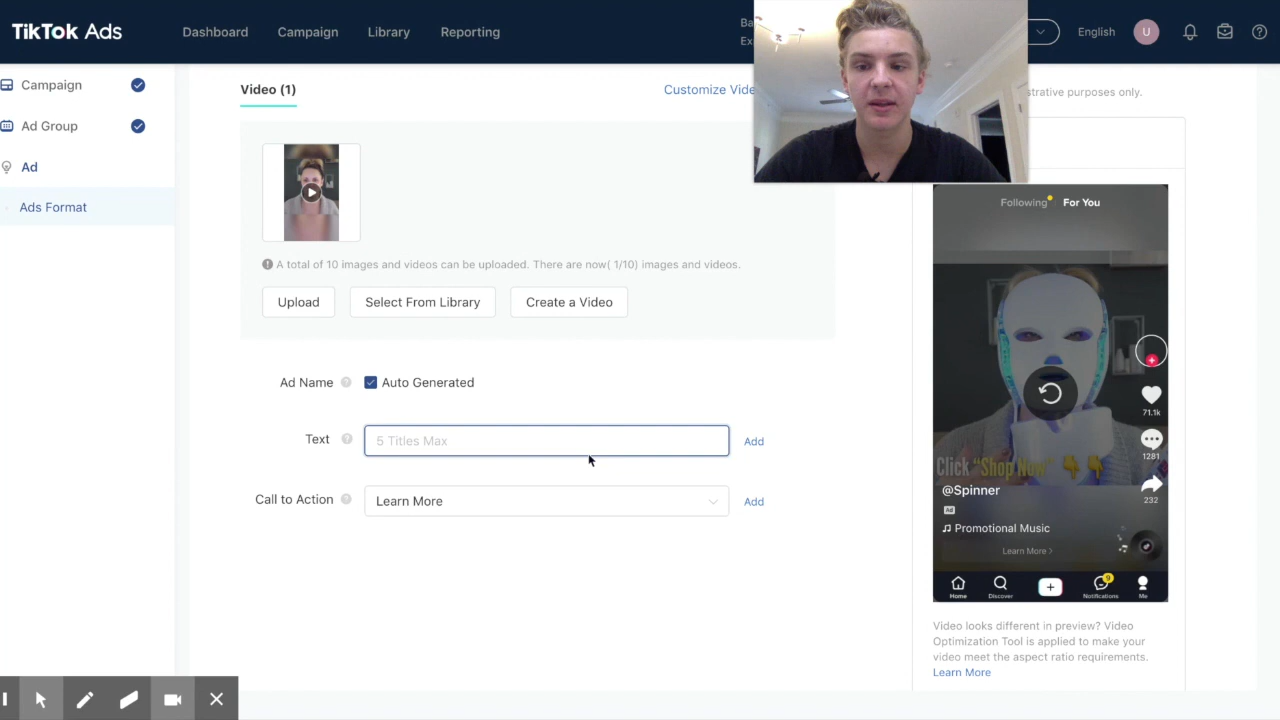 TikTok Ads
Dashboard
Campaign
Library
Reporting
Ba
Ex
English
U
Campaign
Ad Group
Ad
Ads Format
Video (1)
Customize Vide
strative purposes only.
A total of 10 images and videos can be uploaded. There are now( 1/10) images and videos.
Upload
Select From Library
Create a Video
Ad Name
Auto Generated
Text
5 Titles Max
Add
Call to Action
Learn More
Add
Following
For You
71.1k
1281
232
Click "Shop Now"
@Spinner
Ad
Promotional Music
Learn More >
9
Home
Discover
Notifications
Me
Video looks different in preview? Video
Optimization Tool is applied to make your
video meet the aspect ratio requirements.
Learn More